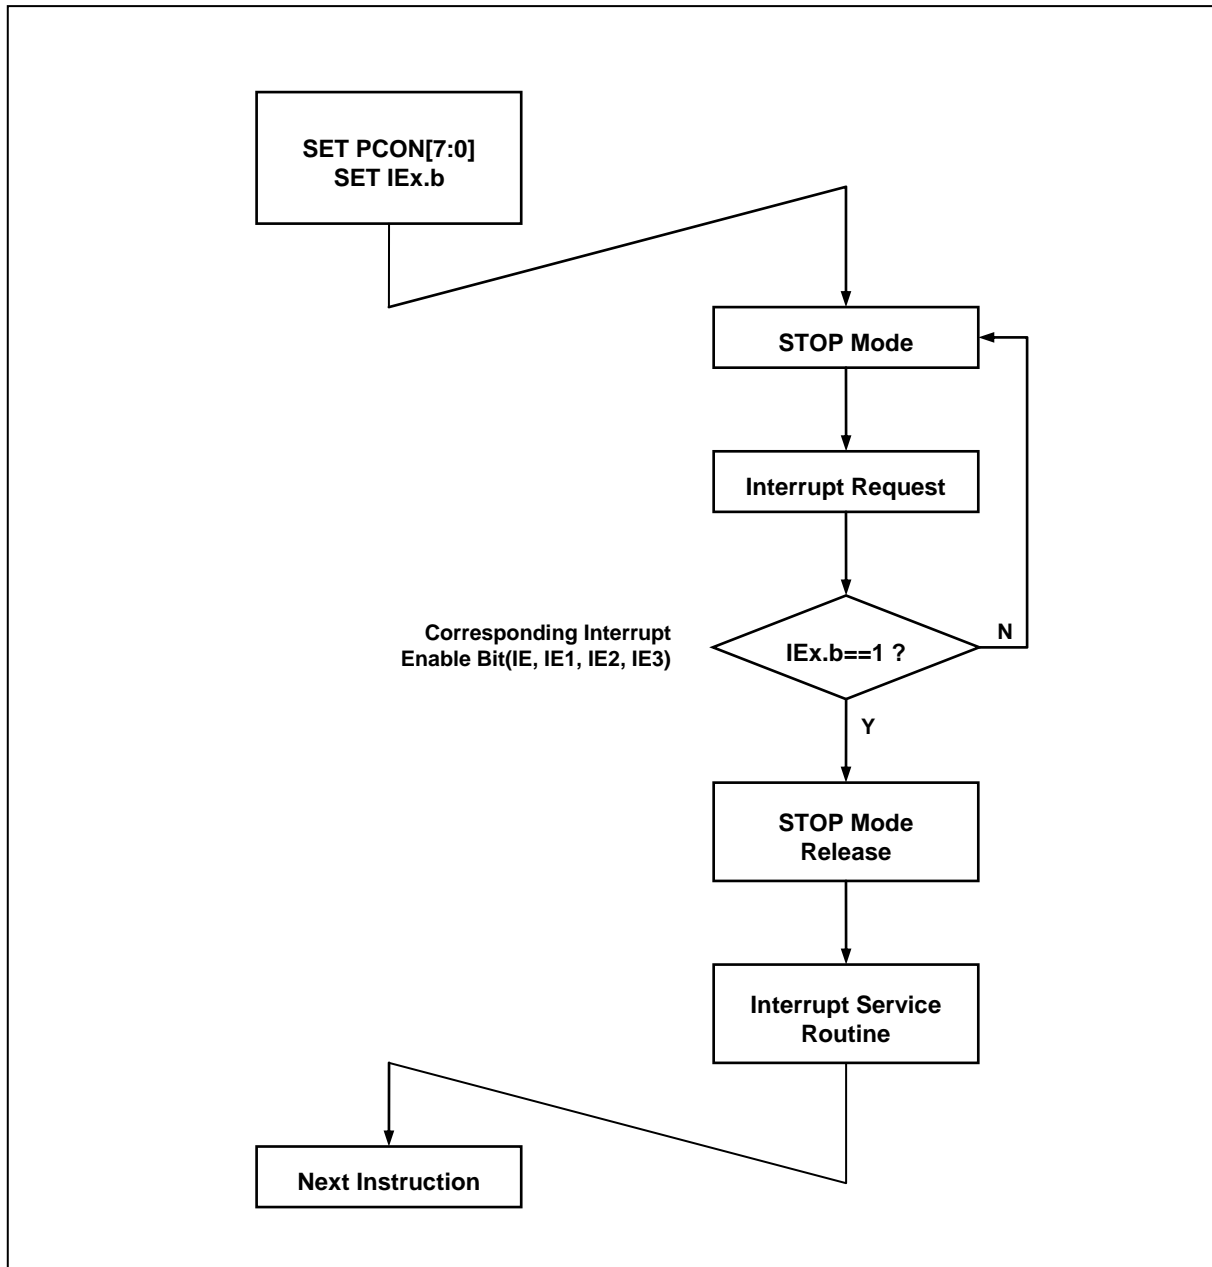 SET PCON[7:0]
SET IEx.b
STOP Mode
Interrupt Request
Corresponding Interrupt
Enable Bit(IE, IE1, IE2, IE3)
IEx.b==1 ?
N
Y
STOP Mode
Release
Interrupt Service
Routine
Next Instruction